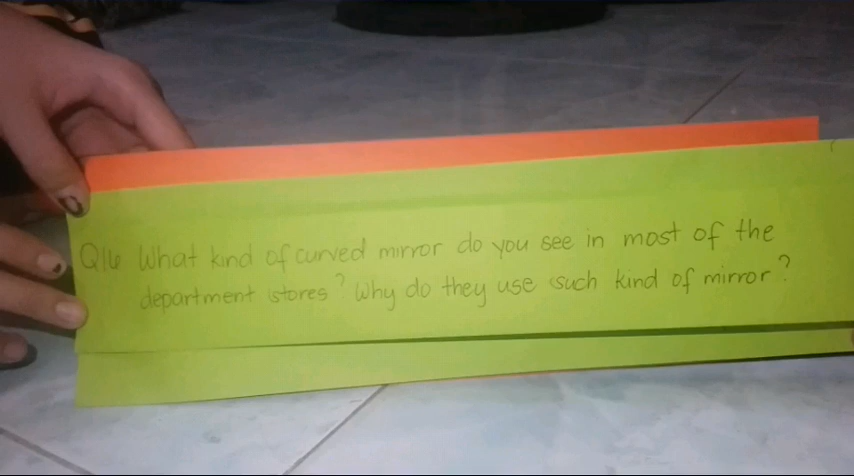 Q16 What kind of curved mirror do you see in most of the
department stores? Why do they use such kind of mirror?